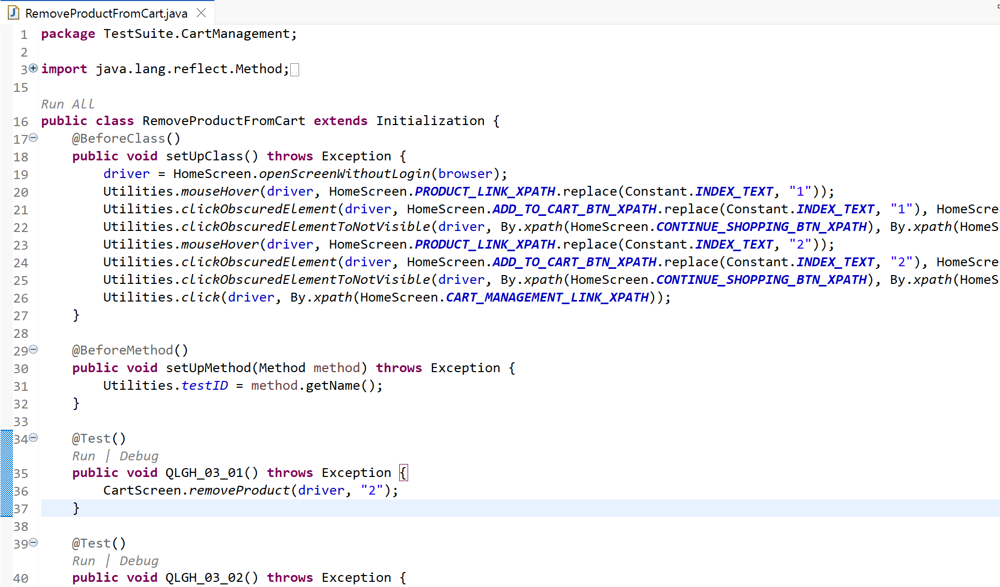 RemoveProductFromCart.java
1 package TestSuite.CartManagement;
2
3 import java.lang.reflect.Method;
15
Run All
16 public class RemoveProductFromCart extends Initialization {
17 @BeforeClass()
18 public void setUpClass() throws Exception {
19 driver = HomeScreen.openScreenWithoutLogin(browser);
20 Utilities.mouseHover(driver, HomeScreen.PRODUCT_LINK_XPATH.replace(Constant.INDEX_TEXT, "1"));
21 Utilities.clickObscuredElement(driver, HomeScreen.ADD_TO_CART_BTN_XPATH.replace(Constant.INDEX_TEXT, "1"), HomeScre
22 Utilities.clickObscuredElementToNotVisible(driver, By.xpath(HomeScreen.CONTINUE_SHOPPING_BTN_XPATH), By.xpath(HomeS
23 Utilities.mouseHover(driver, HomeScreen.PRODUCT_LINK_XPATH.replace(Constant.INDEX_TEXT, "2"));
24 Utilities.clickObscuredElement(driver, HomeScreen.ADD_TO_CART_BTN_XPATH.replace(Constant.INDEX_TEXT, "2"), HomeScre
25 Utilities.clickObscuredElementToNotVisible(driver, By.xpath(HomeScreen.CONTINUE_SHOPPING_BTN_XPATH), By.xpath(HomeS
26 Utilities.click(driver, By.xpath(HomeScreen.CART_MANAGEMENT_LINK_XPATH));
27 }
28
29 @BeforeMethod()
30 public void setUpMethod(Method method) throws Exception {
31 Utilities.testID = method.getName();
32 }
33
34 @Test()
Run | Debug
35 public void QLGH_03_01() throws Exception {
36 CartScreen.removeProduct(driver, "2");
37 }
38
39 @Test()
Run | Debug
40 public void QLGH_03_02() throws Exception {